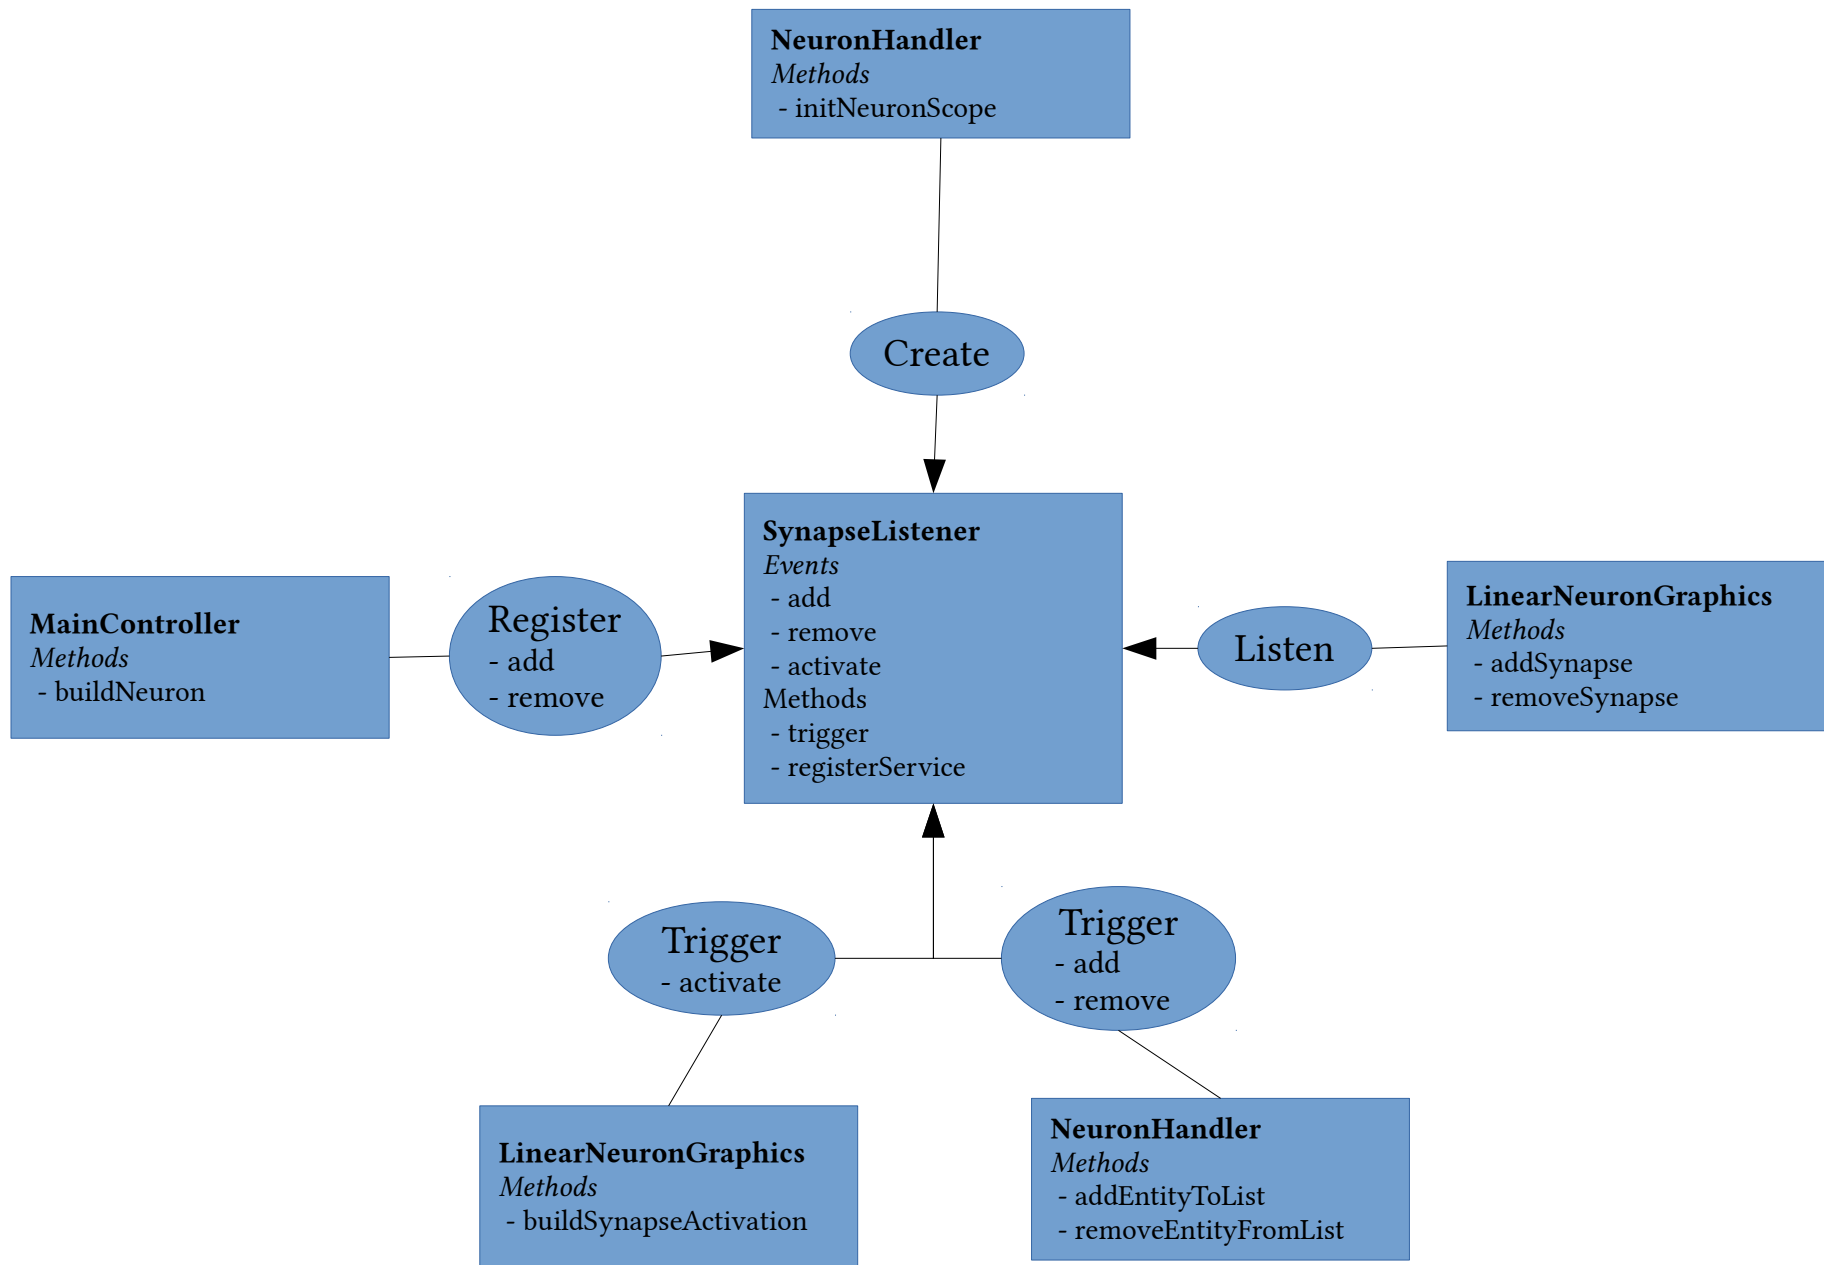 NeuronHandler
Methods
- initNeuronScope
Create
SynapseListener
Events
- add
- remove
- activate
Methods
- trigger
- registerService
MainController
Methods
- buildNeuron
Register
- add
- remove
Listen
LinearNeuronGraphics
Methods
- addSynapse
- removeSynapse
Trigger
- activate
Trigger
- add
- remove
LinearNeuronGraphics
Methods
- buildSynapseActivation
NeuronHandler
Methods
- addEntityToList
- removeEntityFromList